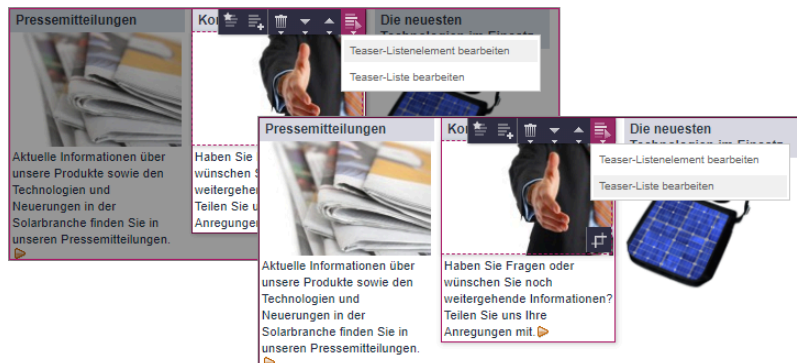 Pressemitteilungen
Aktuelle Informationen über
unsere Produkte sowie den
Technologien und
Neuerungen in der
Solarbranche finden Sie in
unseren Pressemitteilungen.
Haben Sie
wünschen
weitergehe
Teilen Sie u
Anregungen
Die neuesten
Technologien im Einsatz
Teaser-Listenelement bearbeiten
Teaser-Liste bearbeiten
Pressemitteilungen
Aktuelle Informationen über
unsere Produkte sowie den
Technologien und
Neuerungen in der
Solarbranche finden Sie in
unseren Pressemitteilungen.
Haben Sie Fragen oder
wünschen Sie noch
weitergehende Informationen?
Teilen Sie uns Ihre
Anregungen mit.
Die neuesten
Teaser-Listenelement bearbeiten
Teaser-Liste bearbeiten